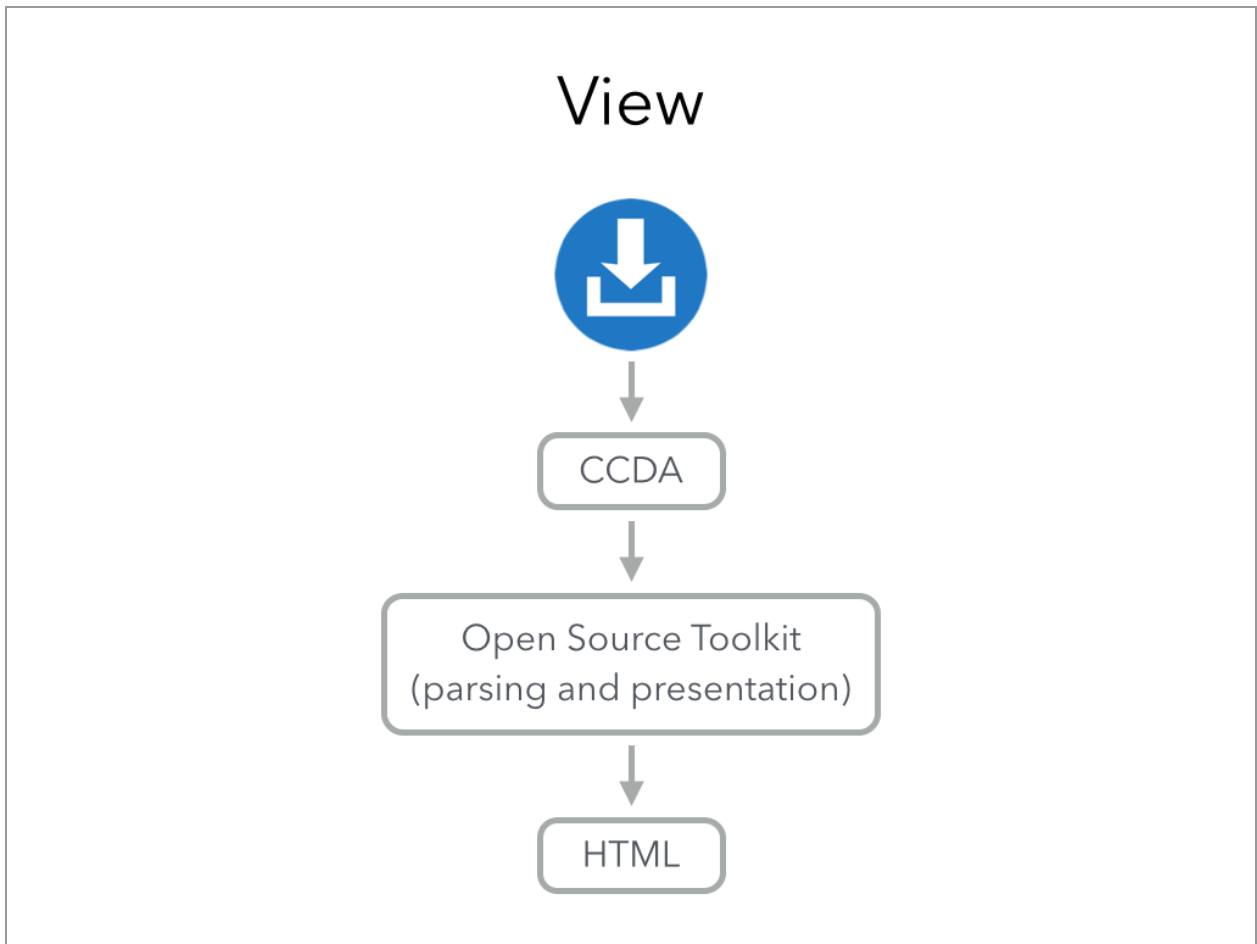 View
CCDA
Open Source Toolkit
(parsing and presentation)
HTML